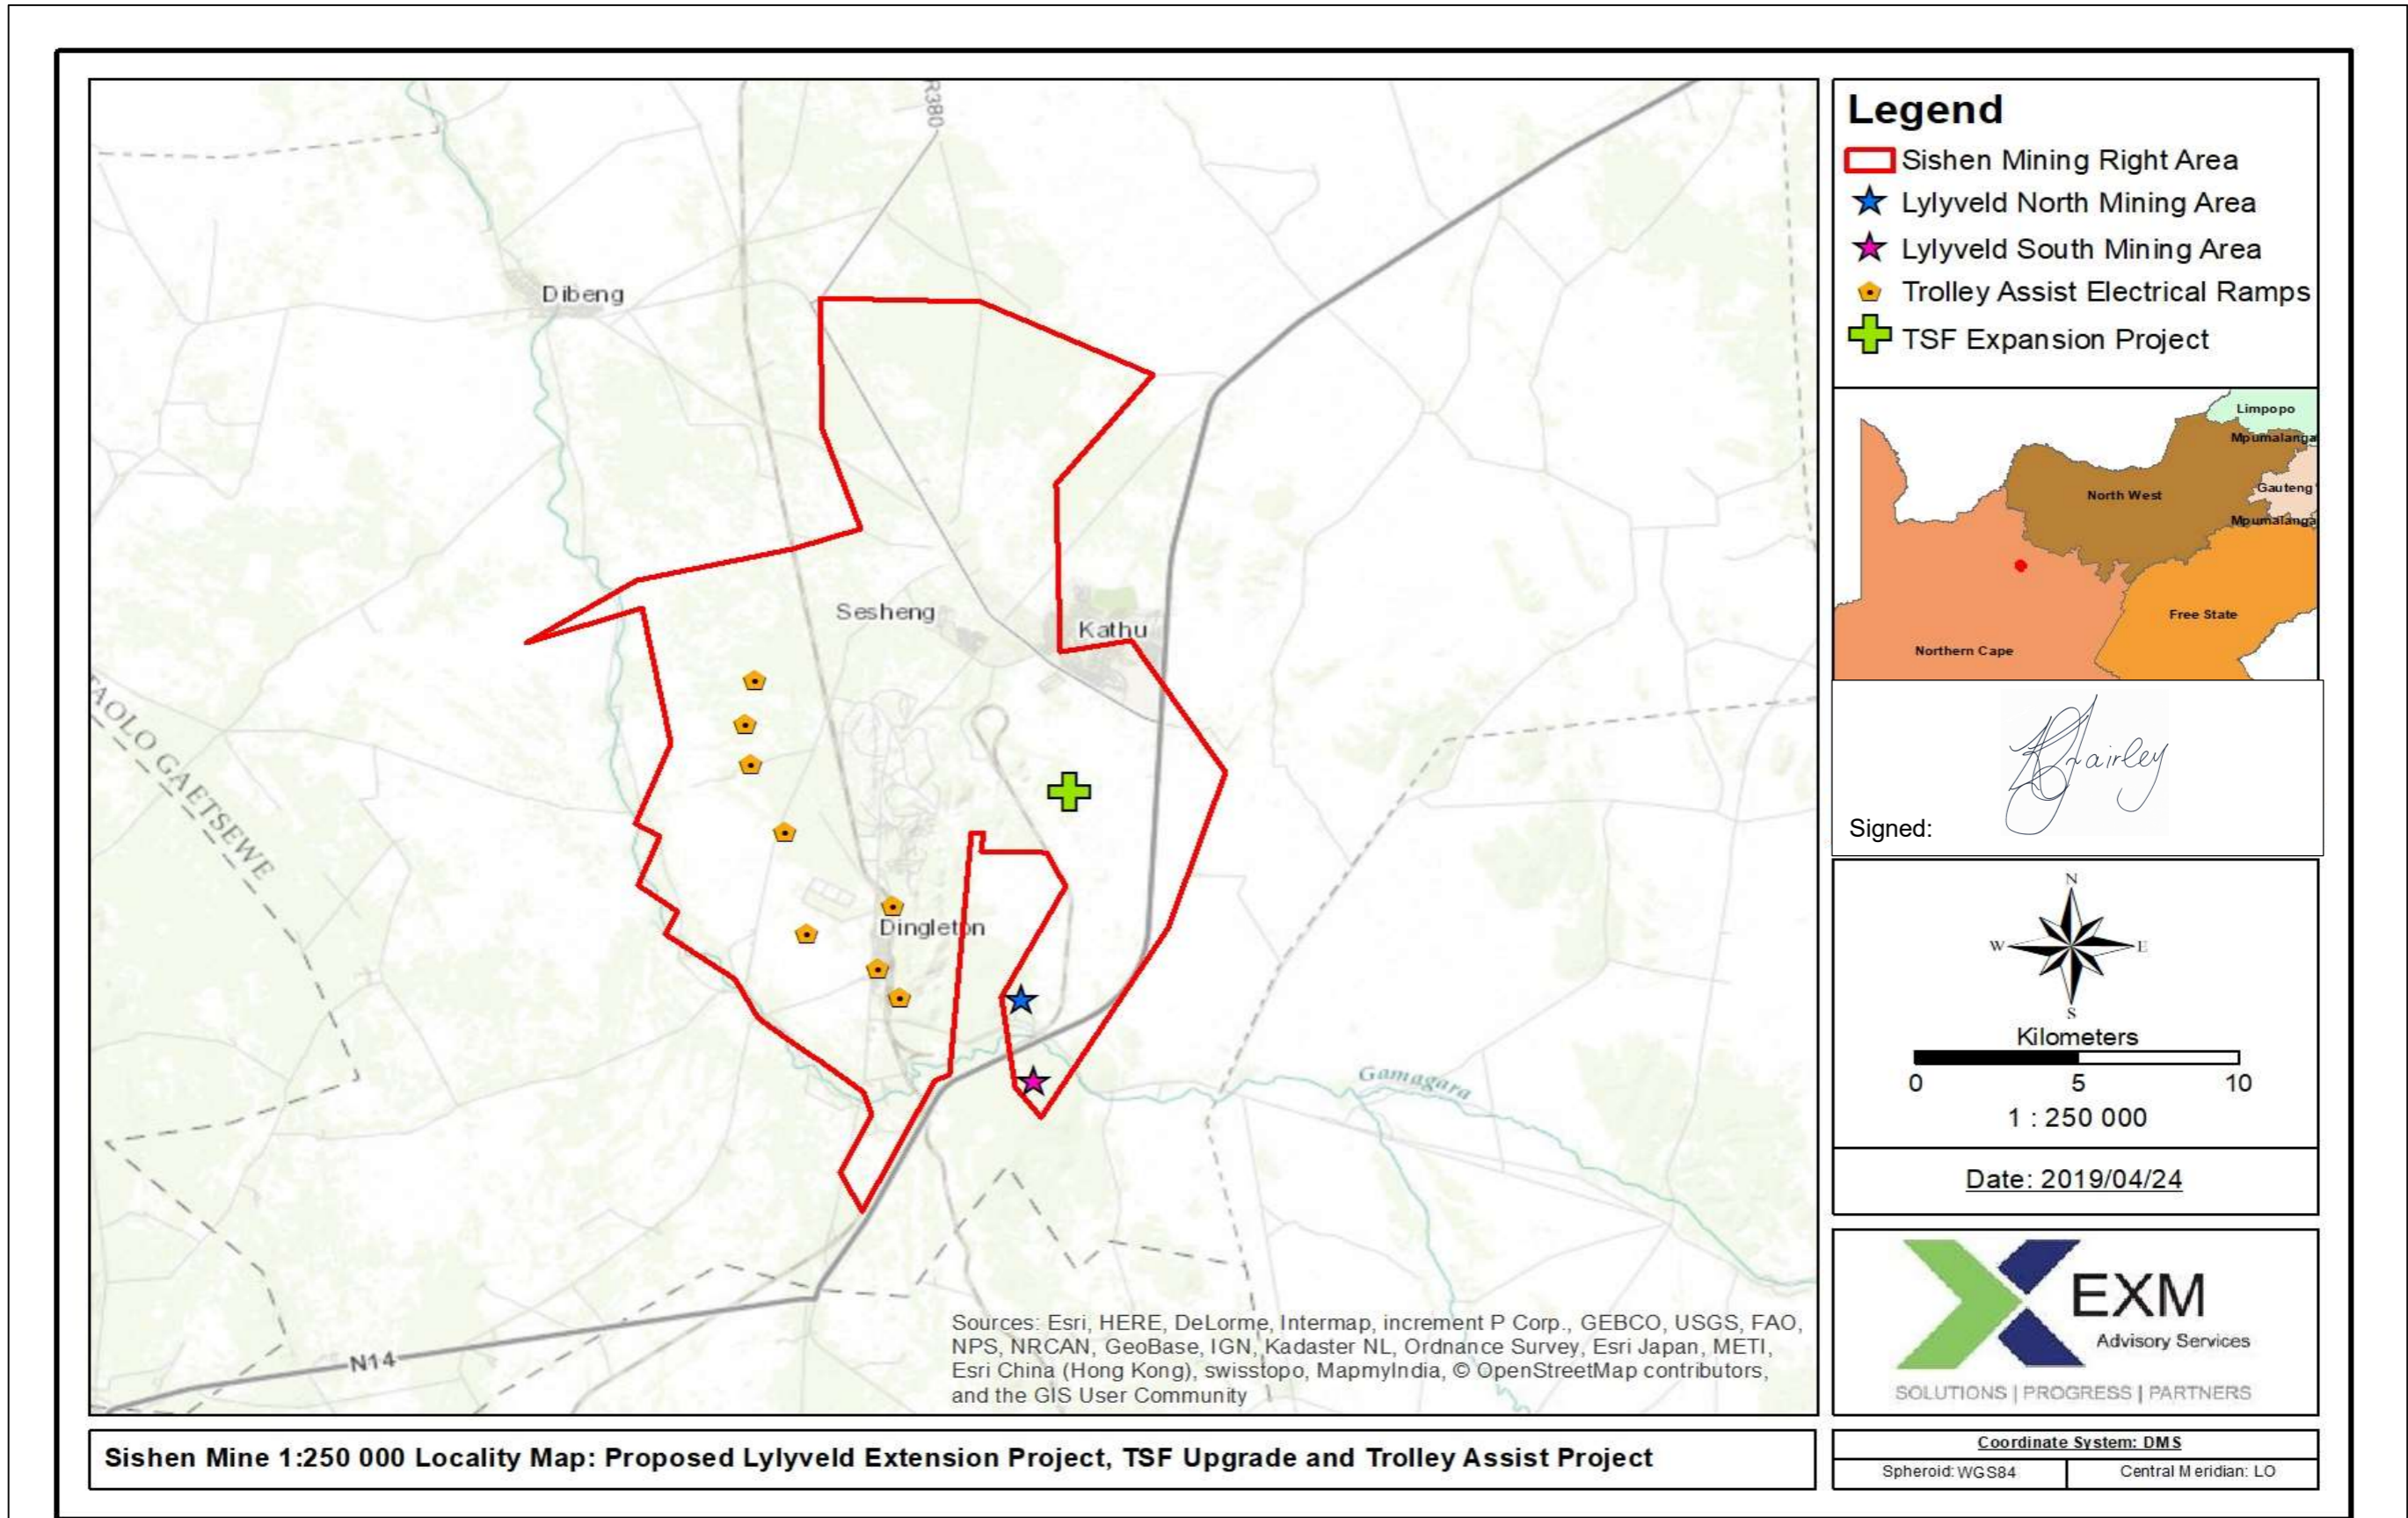 R380
Dibeng
Sesheng
Kathu
TAOLO GAETSEWE
Dingleton
Gamagara
N14
Sources: Esri, HERE, DeLorme, Intermap, increment P Corp., GEBCO, USGS, FAO,
NPS, NRCAN, GeoBase, IGN, Kadaster NL, Ordnance Survey, Esri Japan, METI,
Esri China (Hong Kong), swisstopo, MapmyIndia, © OpenStreetMap contributors,
and the GIS User Community
Sishen Mine 1:250 000 Locality Map: Proposed Lylyveld Extension Project, TSF Upgrade and Trolley Assist Project
Legend
Sishen Mining Right Area
Lylyveld North Mining Area
Lylyveld South Mining Area
Trolley Assist Electrical Ramps
TSF Expansion Project
Limpopo
Mpumalanga
North West
Gauteng
Mpumalanga
Free State
Northern Cape
Signed:
N
W E
S
Kilometers
0 5 10
1 : 250 000
Date: 2019/04/24
EXM
Advisory Services
SOLUTIONS | PROGRESS | PARTNERS
Coordinate System: DMS
Spheroid: WGS84 Central Meridian: LO